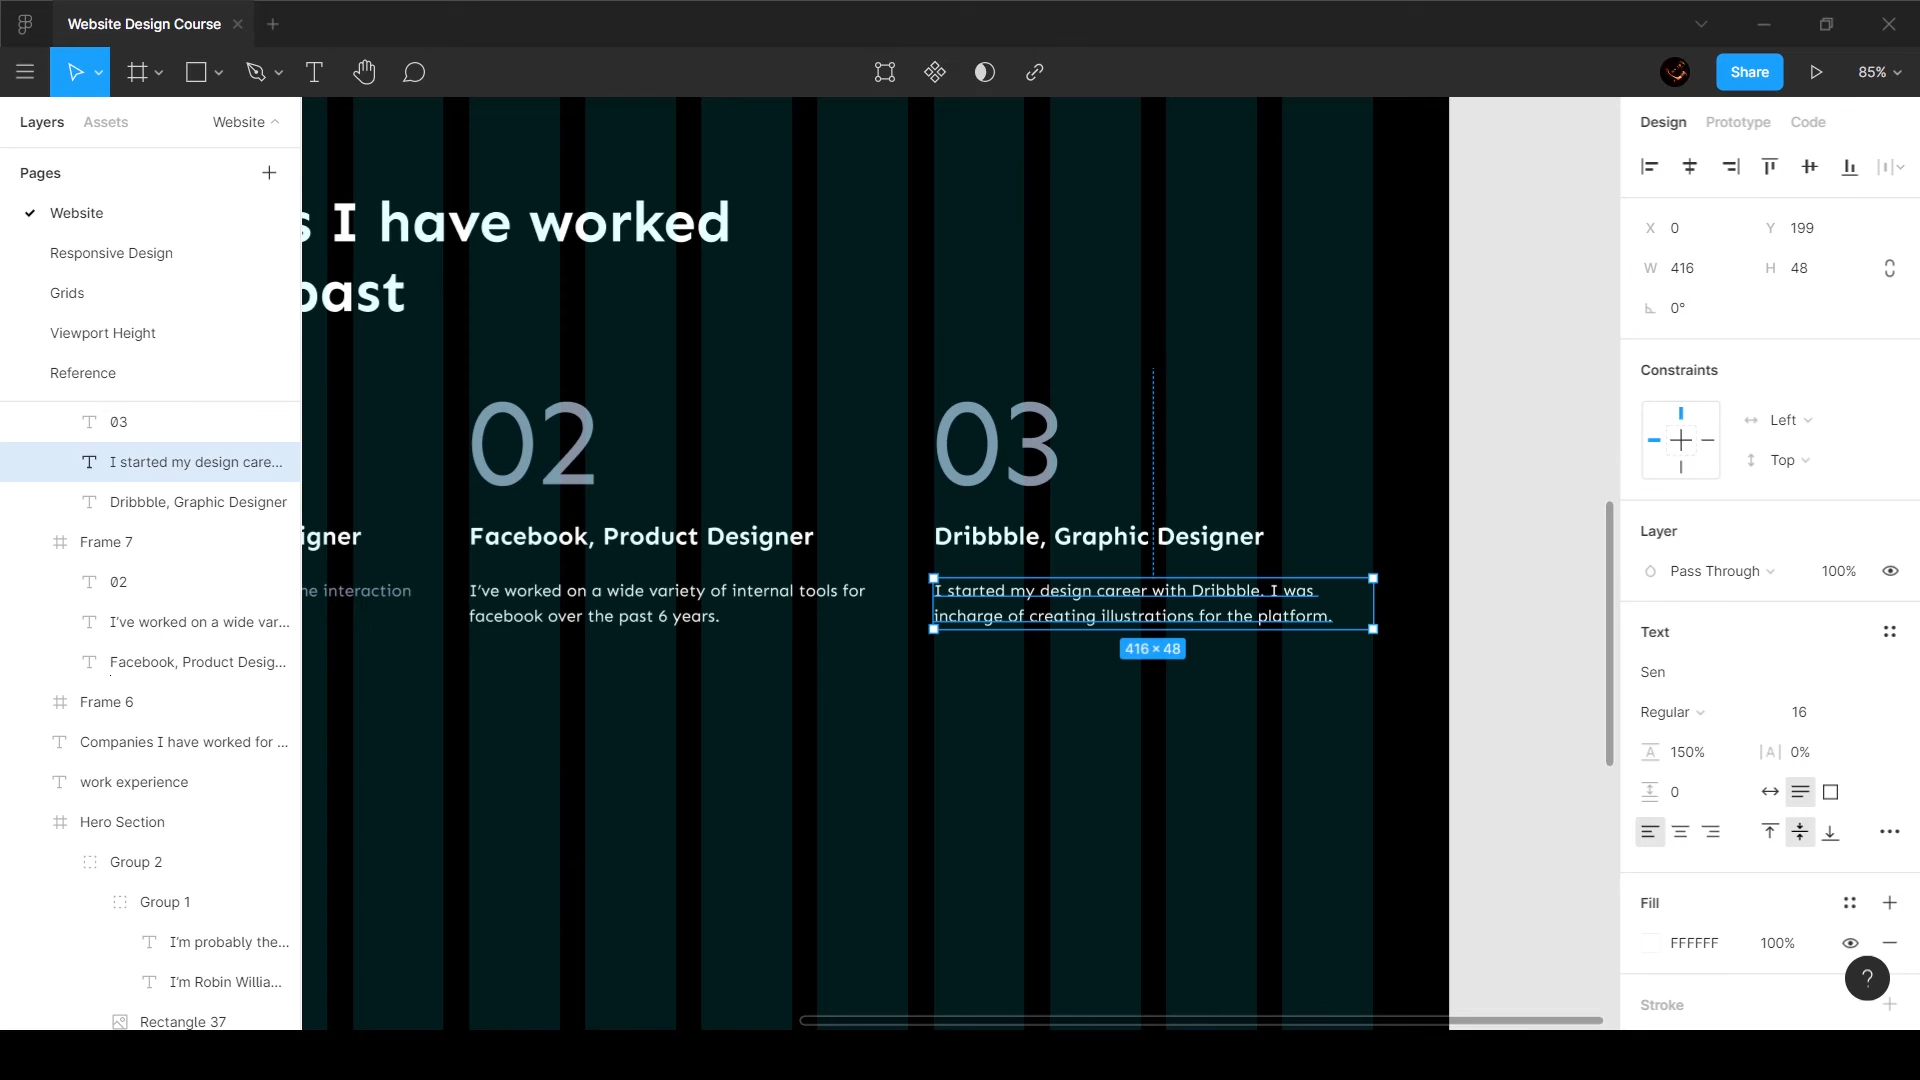 Website Design Course
Share
85%
Layers
Assets
Website
Pages
Website
Responsive Design
Grids
Viewport Height
Reference
03
I started my design care...
Dribbble, Graphic Designer
Frame 7
02
I've worked on a wide var...
Facebook, Product Desig...
Frame 6
Companies I have worked for ...
work experience
Hero Section
Group 2
Group 1
I'm probably the...
I'm Robin Willia...
Rectangle 37
s I have worked
past
02
03
igner
Facebook, Product Designer
Dribbble, Graphic Designer
he interaction
I've worked on a wide variety of internal tools for
facebook over the past 6 years.
I started my design career with Dribbble. I was
incharge of creating illustrations for the platform.
416 × 48
Design
Prototype
Code
X 0
Y 199
W 416
H 48
0°
Constraints
Left
Top
Layer
Pass Through
100%
Text
Sen
Regular
16
150%
0%
0
Fill
FFFFFF
100%
?
Stroke